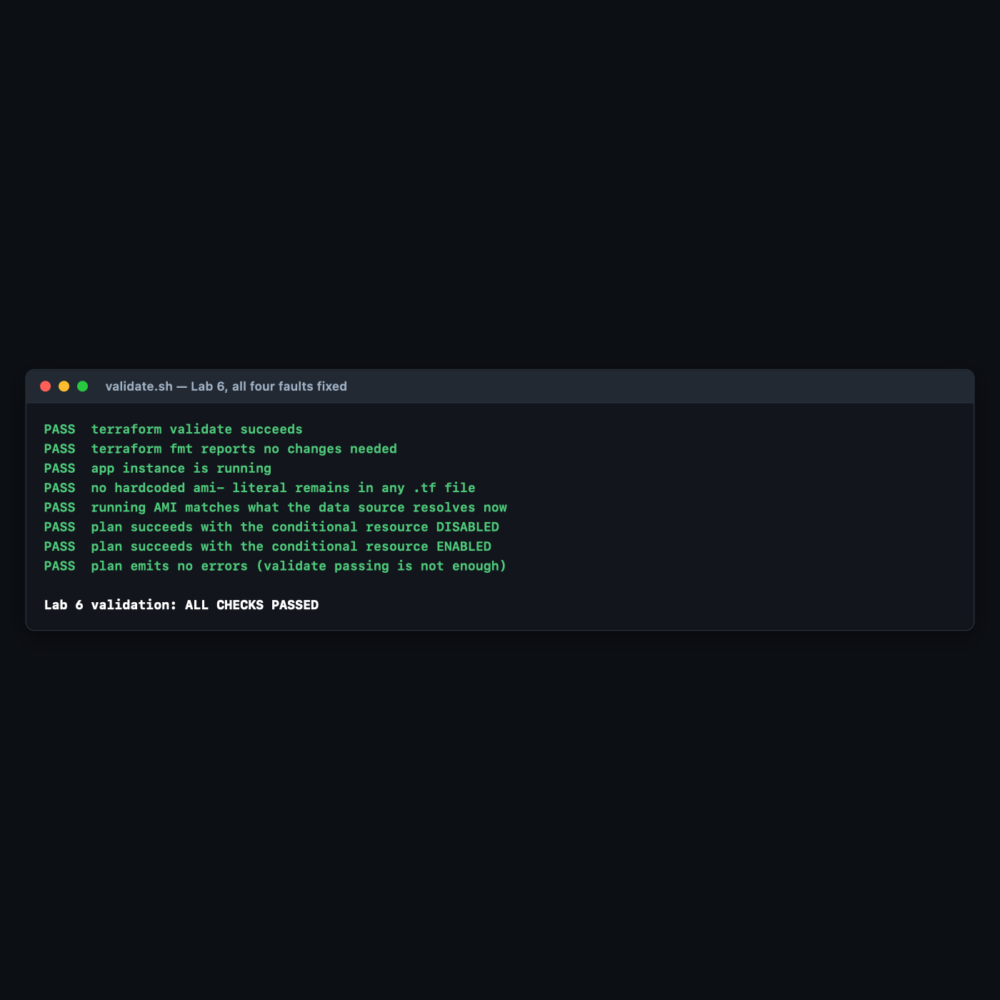 validate.sh — Lab 6, all four faults fixed
PASS  terraform validate succeeds
PASS  terraform fmt reports no changes needed
PASS  app instance is running
PASS  no hardcoded ami- literal remains in any .tf file
PASS  running AMI matches what the data source resolves now
PASS  plan succeeds with the conditional resource DISABLED
PASS  plan succeeds with the conditional resource ENABLED
PASS  plan emits no errors (validate passing is not enough)
Lab 6 validation: ALL CHECKS PASSED